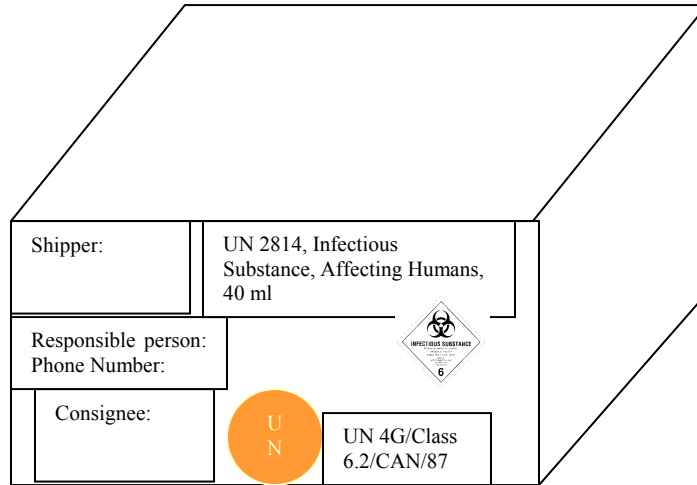 Shipper:
UN 2814, Infectious
Substance, Affecting Humans,
40 ml
Responsible person:
Phone Number:
INFECTIOUS SUBSTANCE
6
Consignee:
U
N
UN 4G/Class
6.2/CAN/87